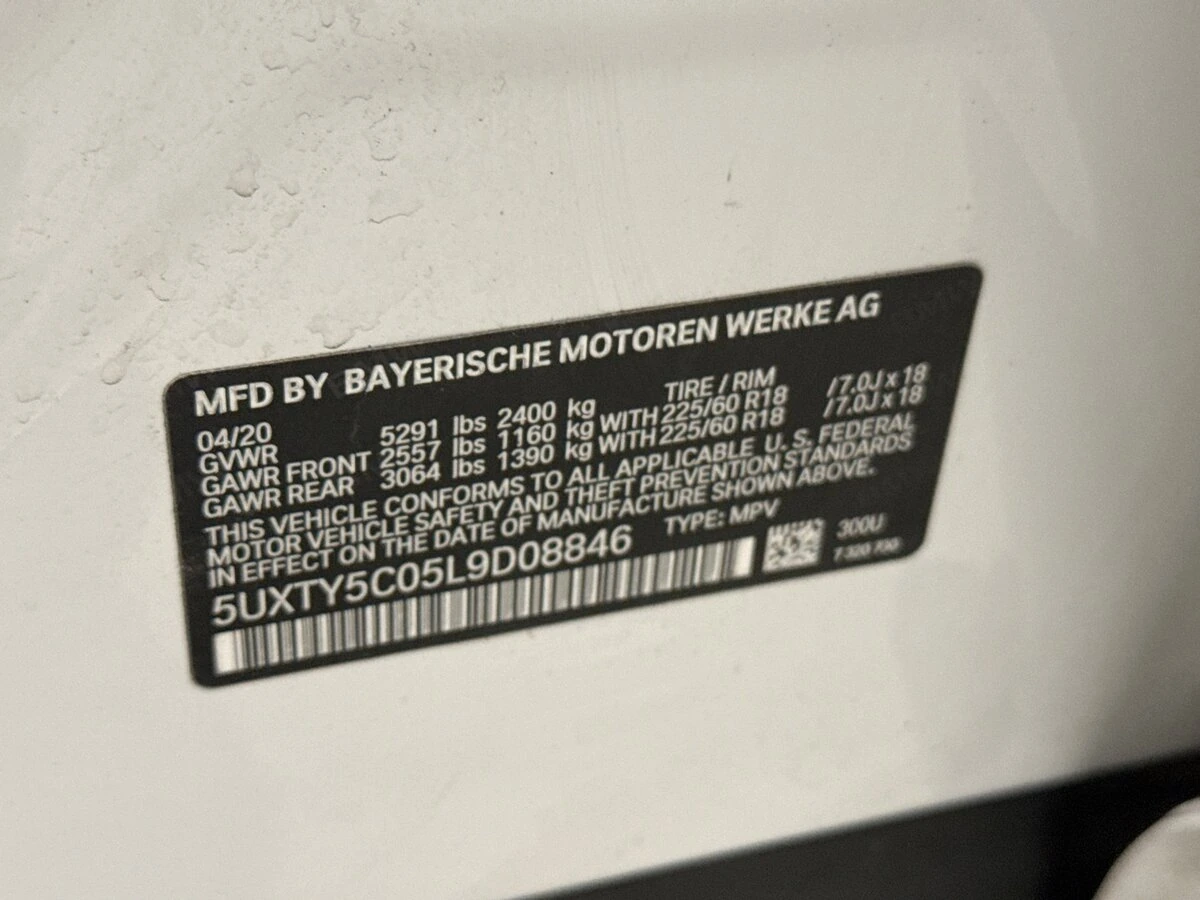 MFD BY BAYERISCHE MOTOREN WERKE AG
04/20 TIRE / RIM
GVWR 5291 lbs 2400 kg
GAWR FRONT 2557 lbs 1160 kg WITH 225/60 R18 /7.0J x 18
GAWR REAR 3064 lbs 1390 kg WITH 225/60 R18 /7.0J x 18
THIS VEHICLE CONFORMS TO ALL APPLICABLE U. S. FEDERAL
MOTOR VEHICLE SAFETY AND THEFT PREVENTION STANDARDS
IN EFFECT ON THE DATE OF MANUFACTURE SHOWN ABOVE.
5UXTY5C05L9D08846 TYPE: MPV
300U